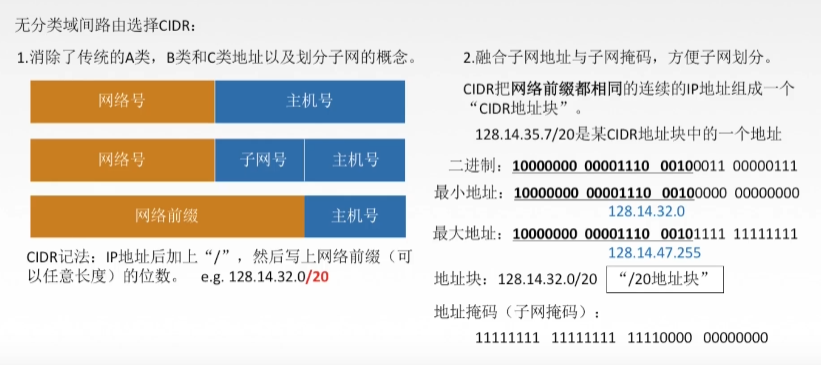 无分类域间路由选择CIDR：
1.消除了传统的A类，B类和C类地址以及划分子网的概念。
网络号 主机号
网络号 子网号 主机号
网络前缀 主机号
CIDR记法：IP地址后加上“/”，然后写上网络前缀（可
以任意长度）的位数。 e.g. 128.14.32.0/20
2.融合子网地址与子网掩码，方便子网划分。
CIDR把网络前缀都相同的连续的IP地址组成一个
“CIDR地址块”。
128.14.35.7/20是某CIDR地址块中的一个地址
二进制：10000000 00001110 00100011 00000111
最小地址：10000000 00001110 00100000 00000000
128.14.32.0
最大地址：10000000 00001110 00101111 11111111
128.14.47.255
地址块：128.14.32.0/20 “/20地址块”
地址掩码（子网掩码）：
11111111 11111111 11110000 00000000